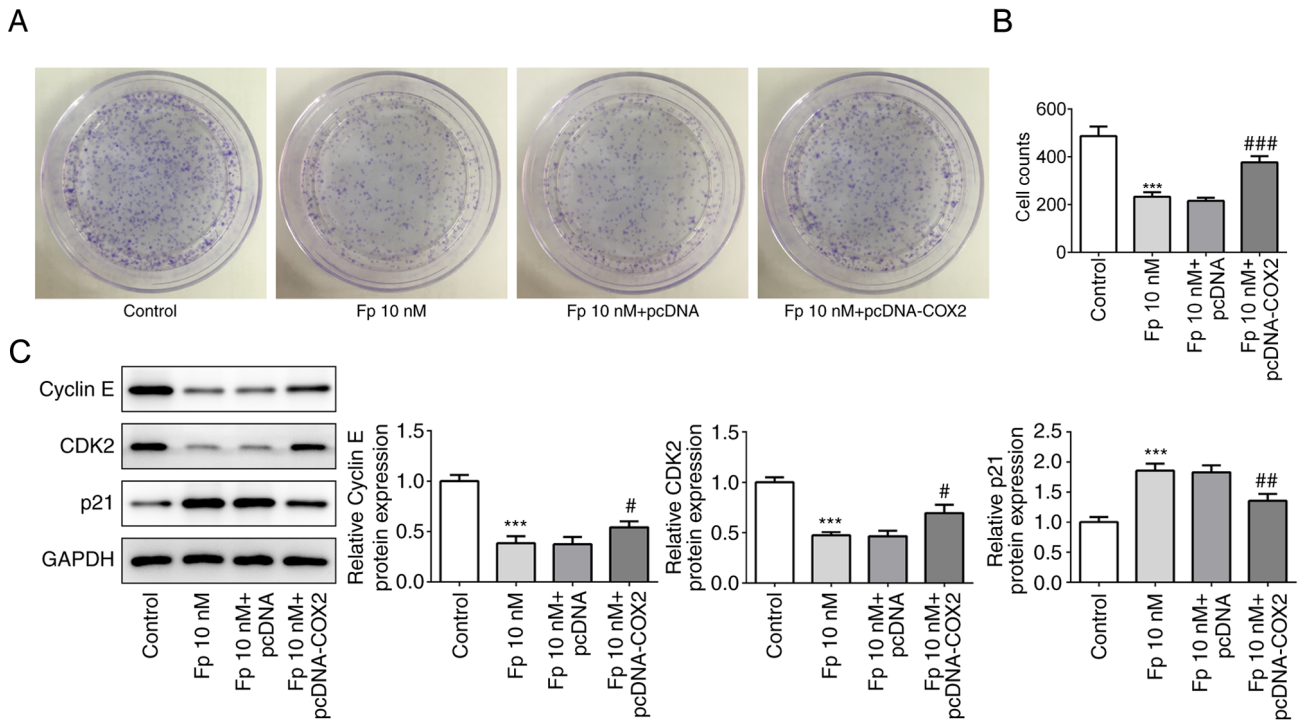 A
B
Control
Fp 10 nM
Fp 10 nM+pcDNA
Fp 10 nM+pcDNA-COX2
Cell counts
600
400
200
0
***
###
Control
Fp 10 nM
Fp 10 nM+
pcDNA
Fp 10 nM+
pcDNA-COX2
C
Cyclin E
CDK2
p21
GAPDH
Control
Fp 10 nM
Fp 10 nM+
pcDNA
Fp 10 nM+
pcDNA-COX2
Relative Cyclin E
protein expression
1.5
1.0
0.5
0.0
***
#
Control
Fp 10 nM
Fp 10 nM+
pcDNA
Fp 10 nM+
pcDNA-COX2
Relative CDK2
protein expression
1.5
1.0
0.5
0.0
***
#
Control
Fp 10 nM
Fp 10 nM+
pcDNA
Fp 10 nM+
pcDNA-COX2
Relative p21
protein expression
2.5
2.0
1.5
1.0
0.5
0.0
***
##
Control
Fp 10 nM
Fp 10 nM+
pcDNA
Fp 10 nM+
pcDNA-COX2